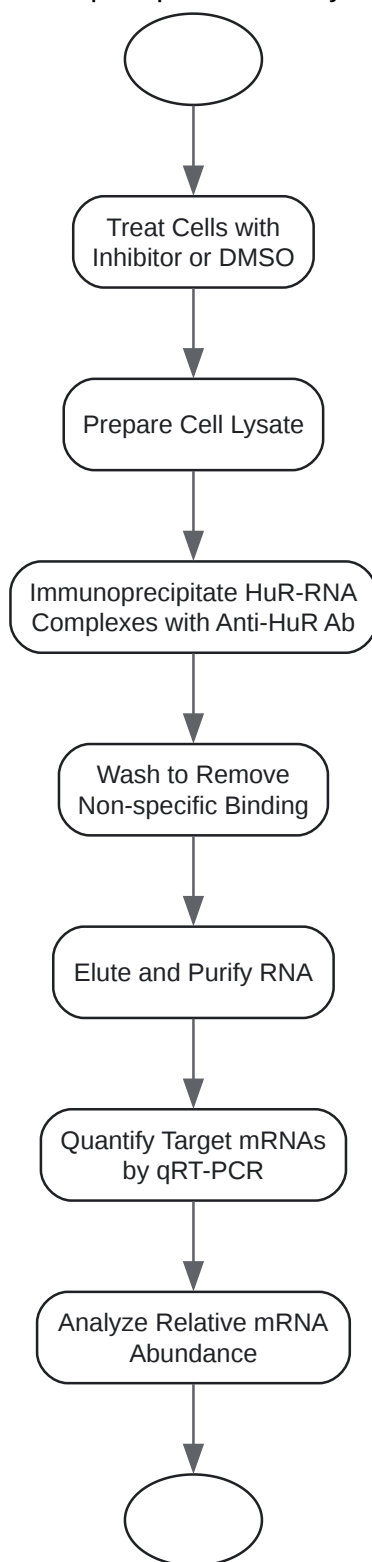 Treat Cells with
Inhibitor or DMSO
Prepare Cell Lysate
Immunoprecipitate HuR-RNA
Complexes with Anti-HuR Ab
Wash to Remove
Non-specific Binding
Elute and Purify RNA
Quantify Target mRNAs
by qRT-PCR
Analyze Relative mRNA
Abundance